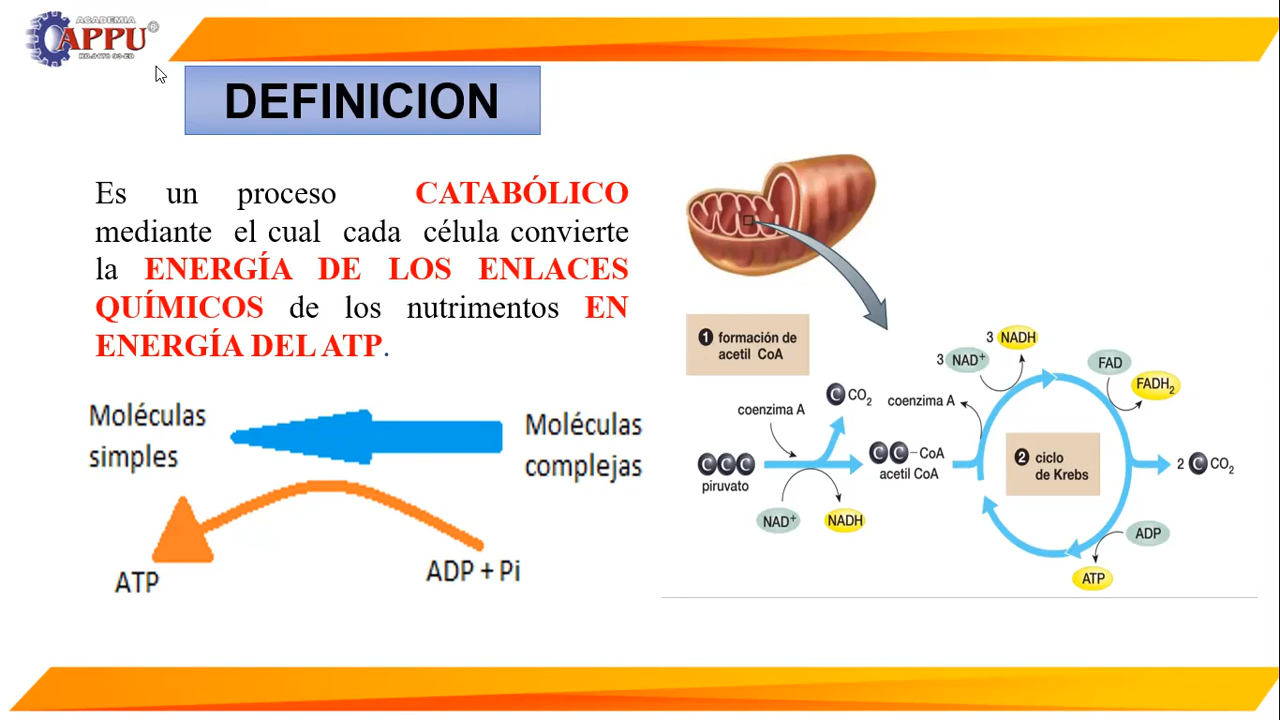 ACADEMIA
APPU®
DEFINICION
Es un proceso CATABÓLICO
mediante el cual cada célula convierte
la ENERGÍA DE LOS ENLACES
QUÍMICOS de los nutrimentos EN
ENERGÍA DEL ATP.
Moléculas
simples
Moléculas
complejas
ATP
ADP + Pi
1 formación de
acetil CoA
coenzima A
C CO₂
C C C
piruvato
NAD⁺
NADH
C C – CoA
acetil CoA
coenzima A
3 NAD⁺
3 NADH
FAD
FADH₂
2 ciclo
de Krebs
2 C CO₂
ADP
ATP